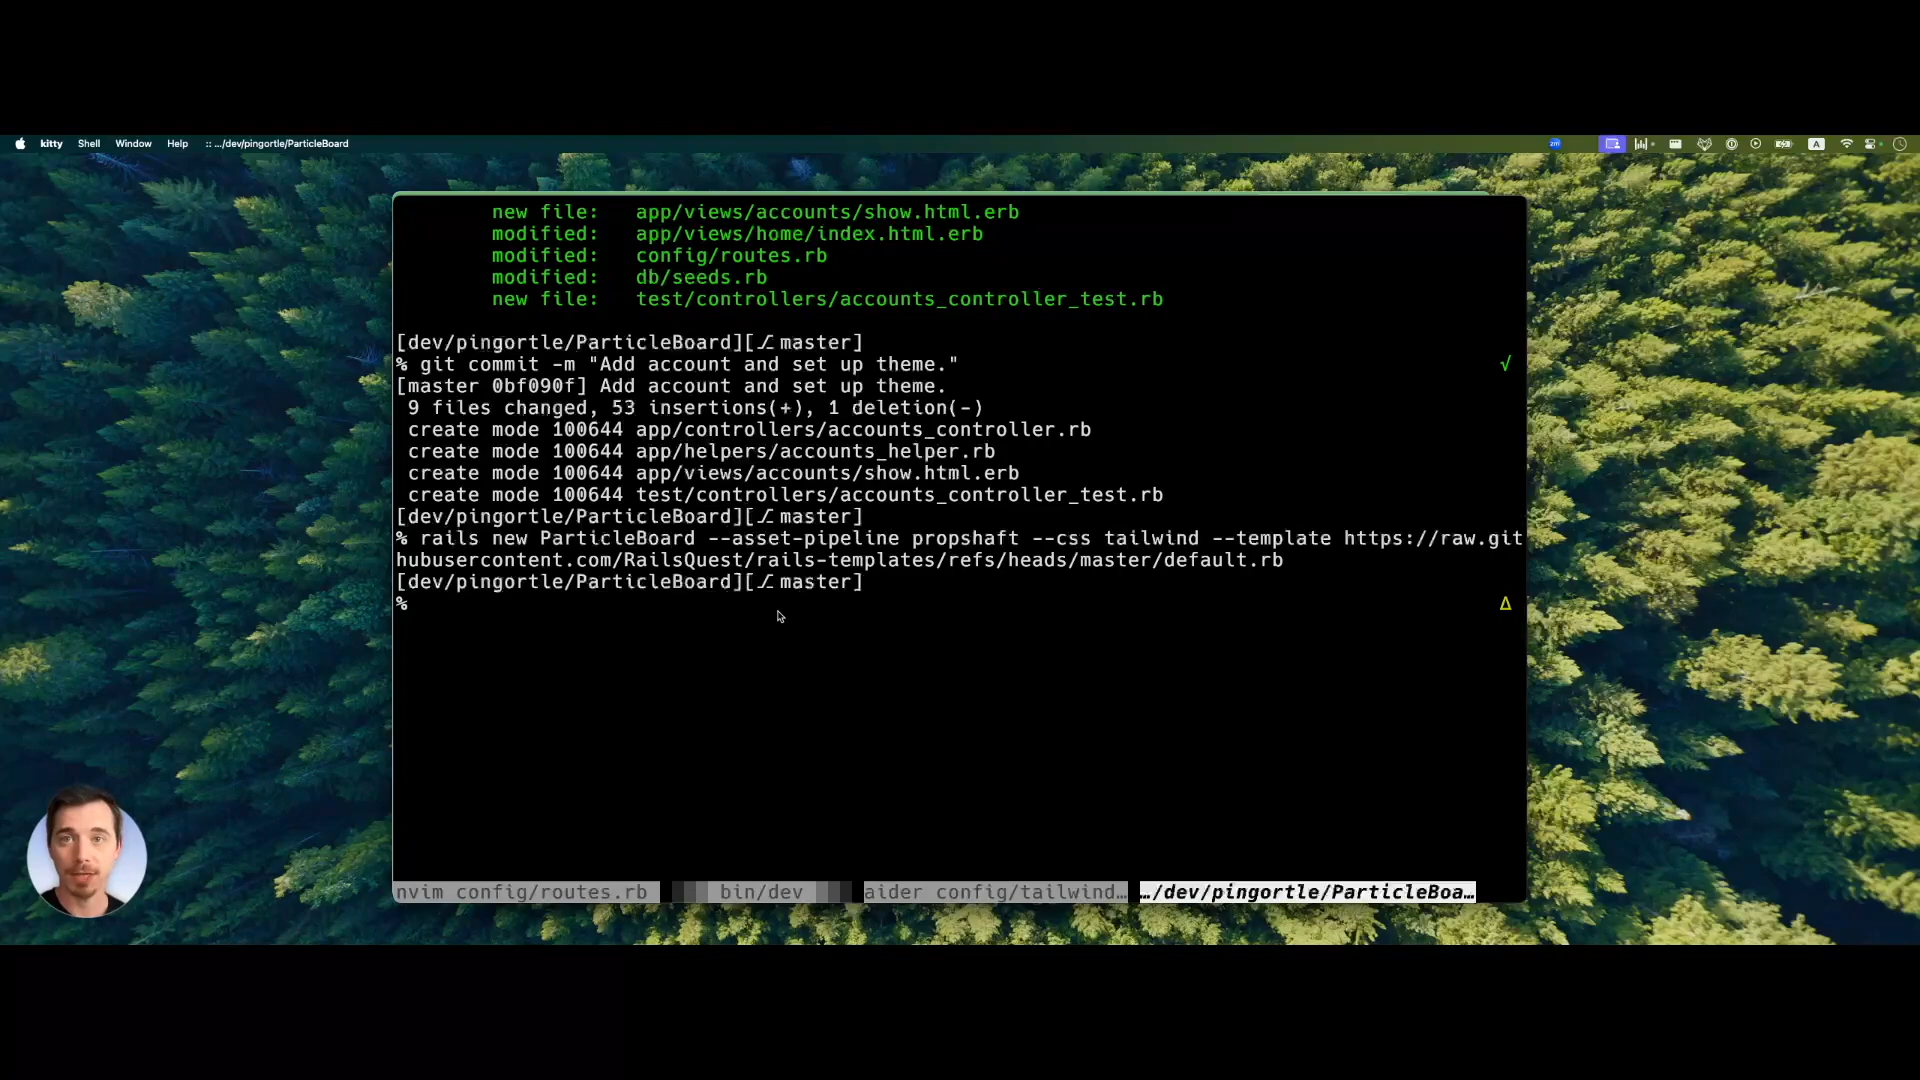 kitty Shell Window Help :: .../dev/pingortle/ParticleBoard
zm A
new file: app/views/accounts/show.html.erb
modified: app/views/home/index.html.erb
modified: config/routes.rb
modified: db/seeds.rb
new file: test/controllers/accounts_controller_test.rb
[dev/pingortle/ParticleBoard][⎇ master]
% git commit -m "Add account and set up theme." √
[master 0bf090f] Add account and set up theme.
9 files changed, 53 insertions(+), 1 deletion(-)
create mode 100644 app/controllers/accounts_controller.rb
create mode 100644 app/helpers/accounts_helper.rb
create mode 100644 app/views/accounts/show.html.erb
create mode 100644 test/controllers/accounts_controller_test.rb
[dev/pingortle/ParticleBoard][⎇ master]
% rails new ParticleBoard --asset-pipeline propshaft --css tailwind --template https://raw.git
hubusercontent.com/RailsQuest/rails-templates/refs/heads/master/default.rb
[dev/pingortle/ParticleBoard][⎇ master]
% Δ
nvim config/routes.rb bin/dev aider config/tailwind… …/dev/pingortle/ParticleBoa…